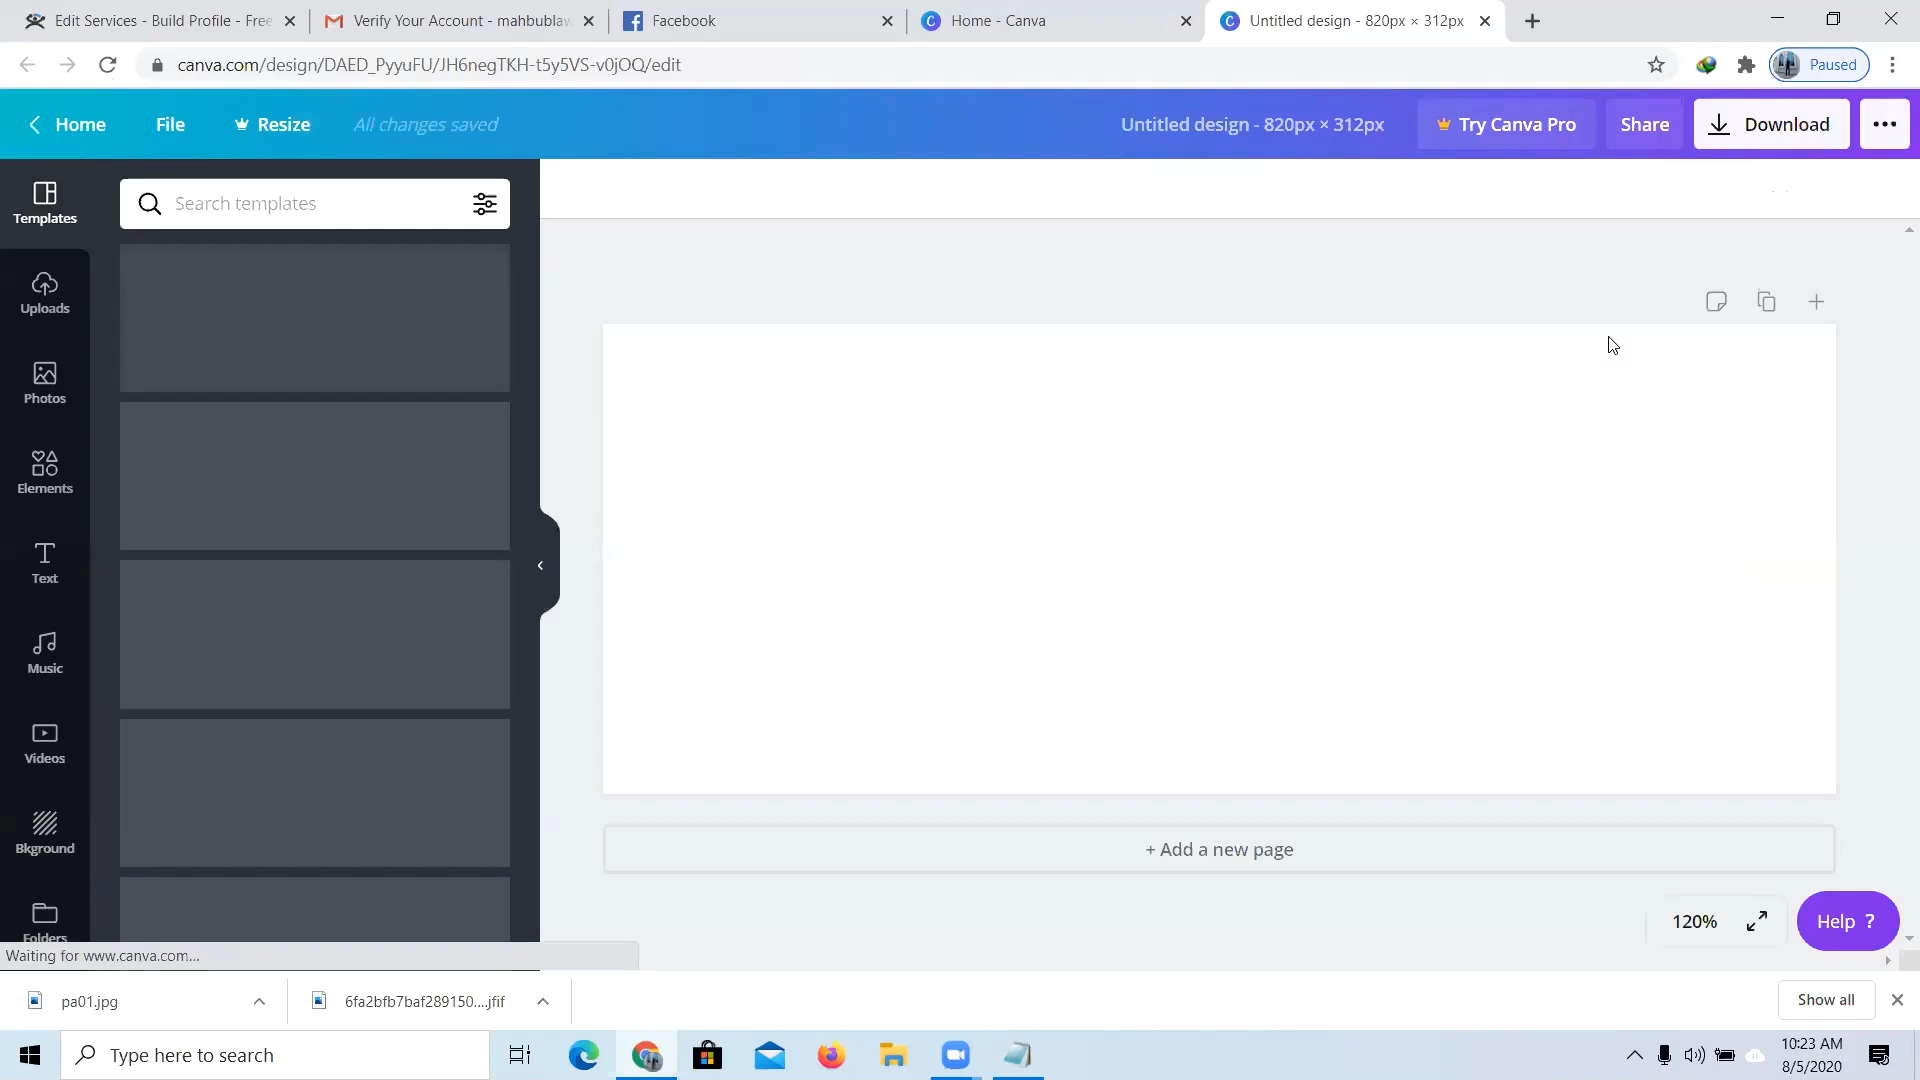 Edit Services - Build Profile - Free
Verify Your Account - mahbublaw
Facebook
Home - Canva
Untitled design - 820px × 312px
canva.com/design/DAED_PyyuFU/JH6negTKH-t5y5VS-v0jOQ/edit
Paused
Home
File
Resize
All changes saved
Untitled design - 820px × 312px
Try Canva Pro
Share
Download
Templates
Search templates
Uploads
Photos
Elements
Text
Music
Videos
Bkground
Folders
+ Add a new page
120%
Help ?
Waiting for www.canva.com...
pa01.jpg
6fa2bfb7baf289150....jfif
Show all
Type here to search
10:23 AM
8/5/2020